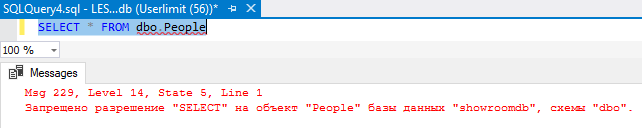 SQLQuery4.sql - LES...db (Userlimit (56))*
SELECT * FROM dbo.People
100 %
Messages
Msg 229, Level 14, State 5, Line 1
Запрещено разрешение "SELECT" на объект "People" базы данных "showroomdb", схемы "dbo".